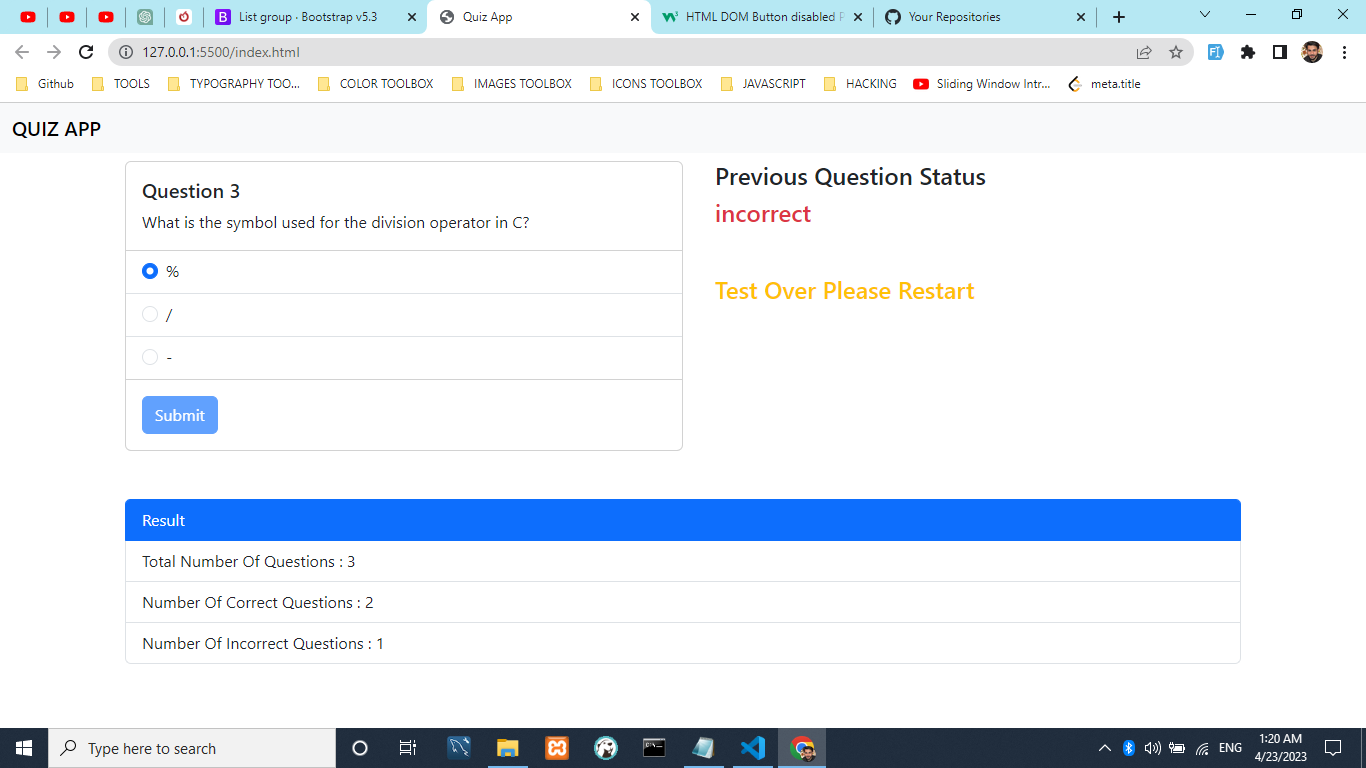 List group · Bootstrap v5.3
Quiz App
HTML DOM Button disabled P
Your Repositories
127.0.0.1:5500/index.html
Github
TOOLS
TYPOGRAPHY TOO...
COLOR TOOLBOX
IMAGES TOOLBOX
ICONS TOOLBOX
JAVASCRIPT
HACKING
Sliding Window Intr...
meta.title
QUIZ APP
Question 3
What is the symbol used for the division operator in C?
%
/
-
Submit
Previous Question Status
incorrect
Test Over Please Restart
Result
Total Number Of Questions : 3
Number Of Correct Questions : 2
Number Of Incorrect Questions : 1
Type here to search
ENG
1:20 AM
4/23/2023